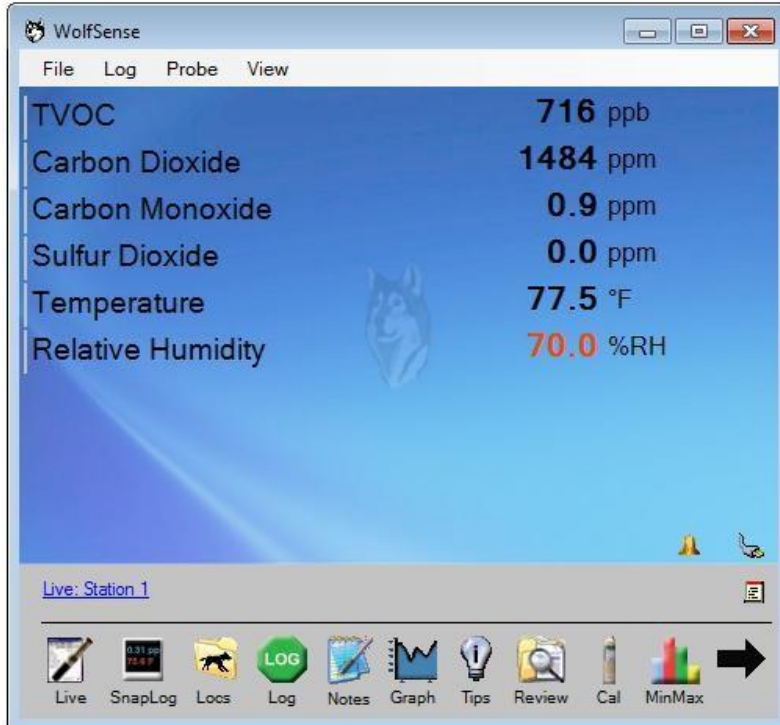 WolfSense
File Log Probe View
TVOC 716 ppb
Carbon Dioxide 1484 ppm
Carbon Monoxide 0.9 ppm
Sulfur Dioxide 0.0 ppm
Temperature 77.5 °F
Relative Humidity 70.0 %RH
Live: Station 1
LOG
Live SnapLog Locs Log Notes Graph Tips Review Cal MinMax